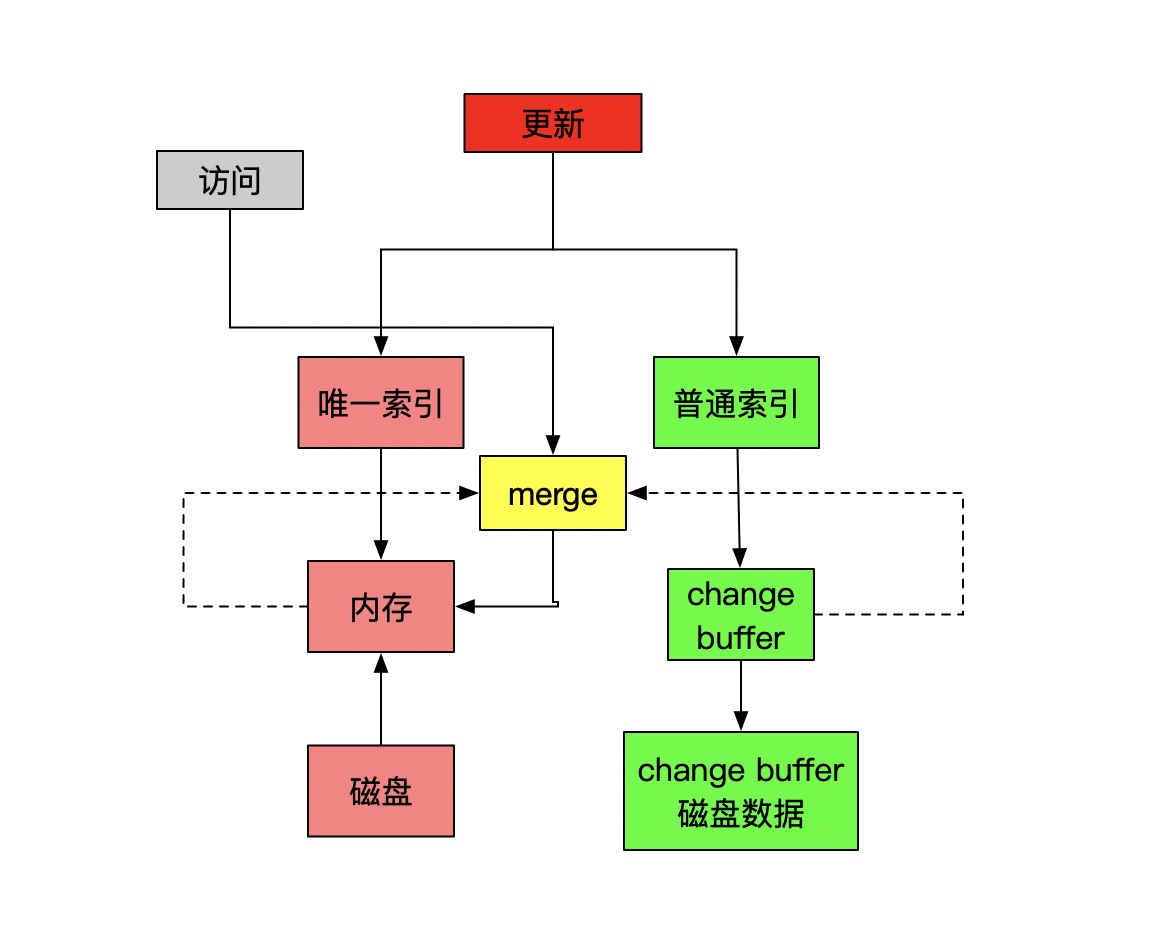 更新
访问
唯一索引
普通索引
merge
内存
change
buffer
磁盘
change buffer
磁盘数据